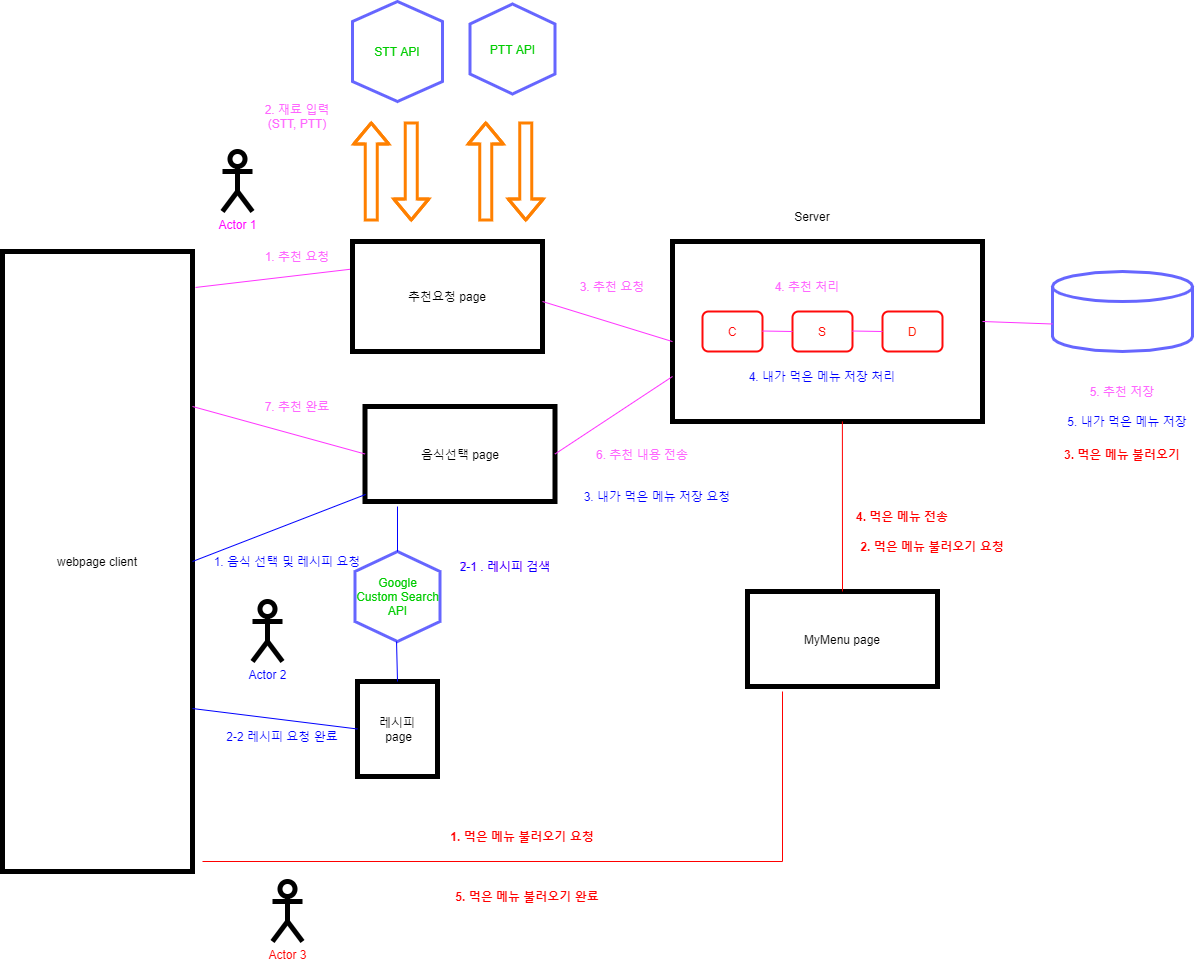 STT API
PTT API
2. 재료 입력
(STT, PTT)
Actor 1
Server
1. 추천 요청
추천요청 page
3. 추천 요청
4. 추천 처리
C
S
D
4. 내가 먹은 메뉴 저장 처리
5. 추천 저장
5. 내가 먹은 메뉴 저장
3. 먹은 메뉴 불러오기
7. 추천 완료
음식선택 page
6. 추천 내용 전송
3. 내가 먹은 메뉴 저장 요청
4. 먹은 메뉴 전송
2. 먹은 메뉴 불러오기 요청
webpage client
1. 음식 선택 및 레시피 요청
2-1 . 레시피 검색
Google
Custom Search
API
Actor 2
MyMenu page
레시피
page
2-2 레시피 요청 완료
1. 먹은 메뉴 불러오기 요청
5. 먹은 메뉴 불러오기 완료
Actor 3